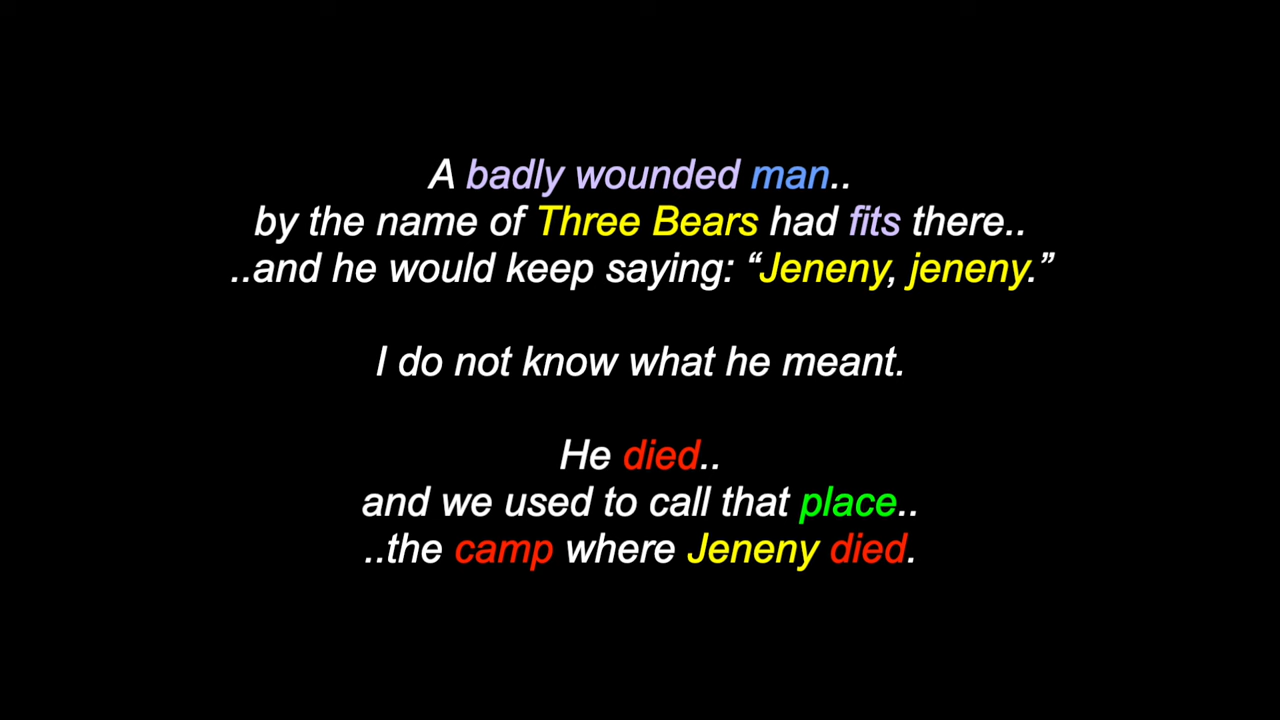 A badly wounded man..
by the name of Three Bears had fits there..
..and he would keep saying: “Jeneny, jeneny.”
I do not know what he meant.
He died..
and we used to call that place..
..the camp where Jeneny died.